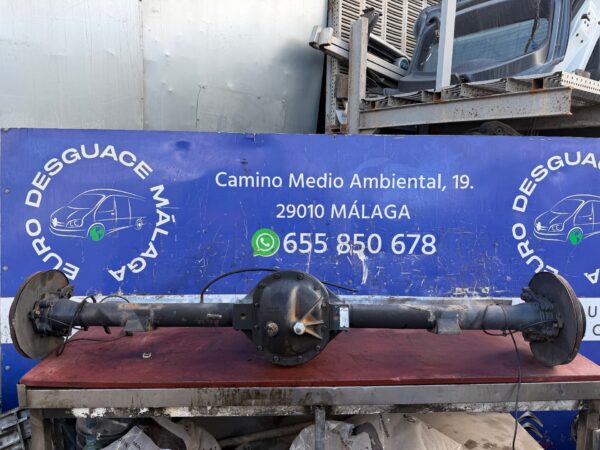 EURO DESGUACE MÁLAGA
Camino Medio Ambiental, 19.
29010 MÁLAGA
655 850 678
EURO DESGUACE MÁLAGA